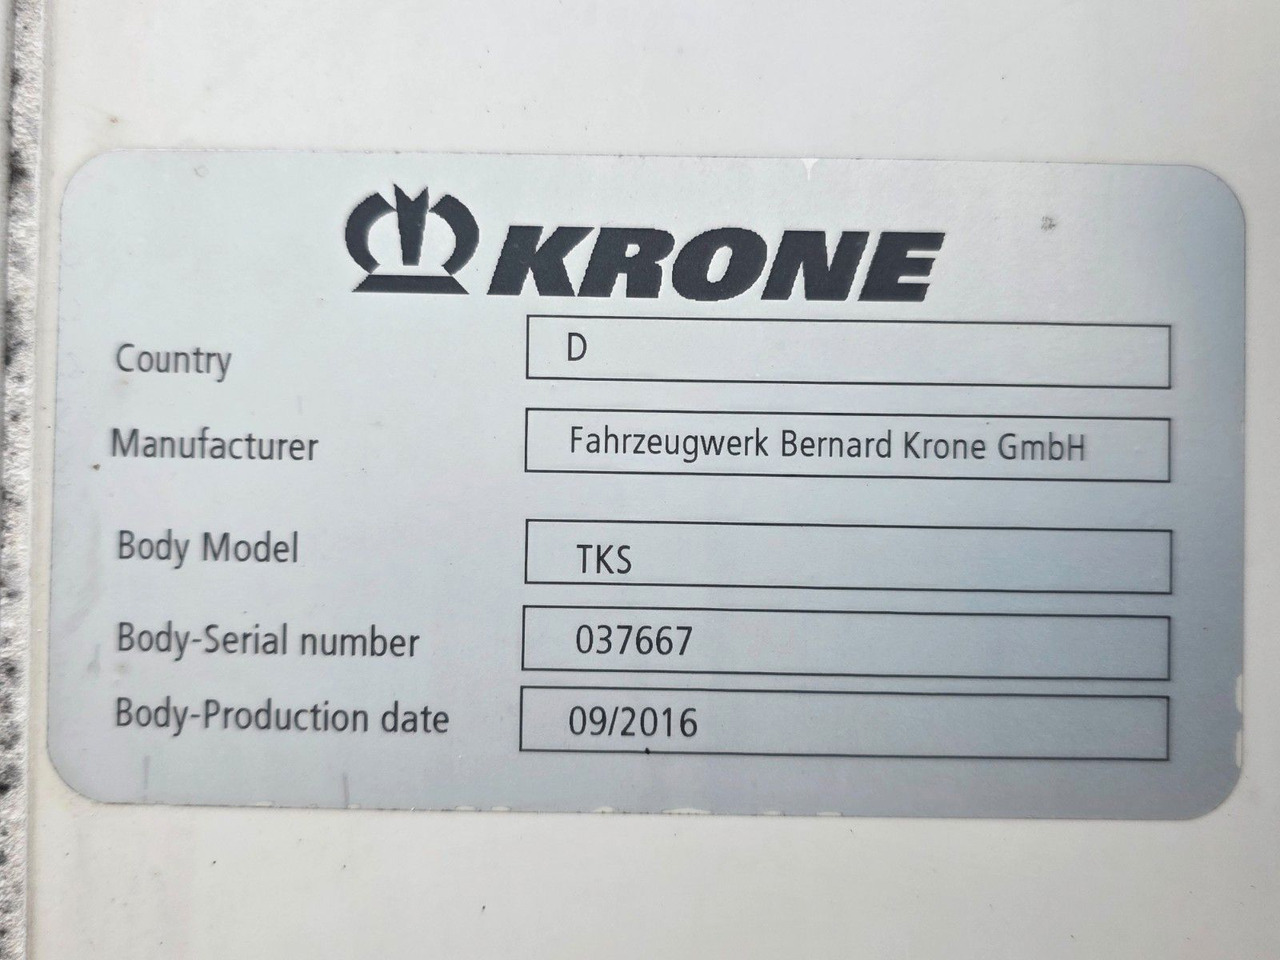 KRONE
Country D
Manufacturer Fahrzeugwerk Bernard Krone GmbH
Body Model TKS
Body-Serial number 037667
Body-Production date 09/2016